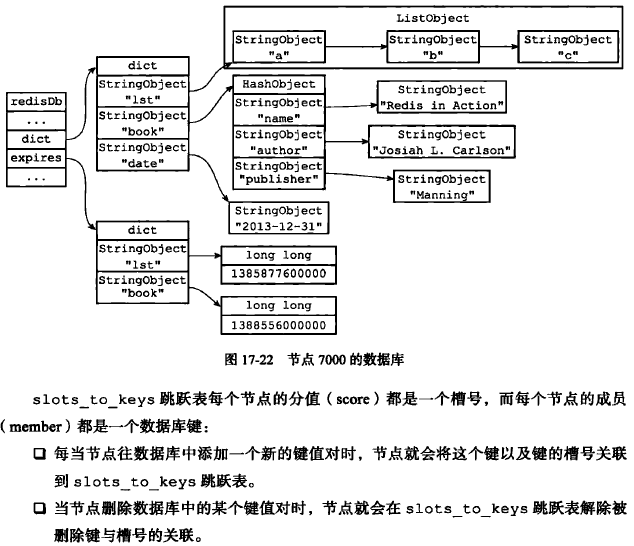 ListObject
StringObject
"a"
StringObject
"b"
StringObject
"c"
redisDb
...
dict
expires
...
dict
StringObject
"lst"
StringObject
"book"
StringObject
"date"
HashObject
StringObject
"name"
StringObject
"author"
StringObject
"publisher"
StringObject
"Redis in Action"
StringObject
"Josiah L. Carlson"
StringObject
"Manning"
StringObject
"2013-12-31"
dict
StringObject
"lst"
StringObject
"book"
long long
1385877600000
long long
1388556000000
图 17-22 节点 7000 的数据库
slots_to_keys 跳跃表每个节点的分值（score）都是一个槽号，而每个节点的成员
（member）都是一个数据库键：
❑ 每当节点往数据库中添加一个新的键值对时，节点就会将这个键以及键的槽号关联
到 slots_to_keys 跳跃表。
❑ 当节点删除数据库中的某个键值对时，节点就会在 slots_to_keys 跳跃表解除被
删除键与槽号的关联。